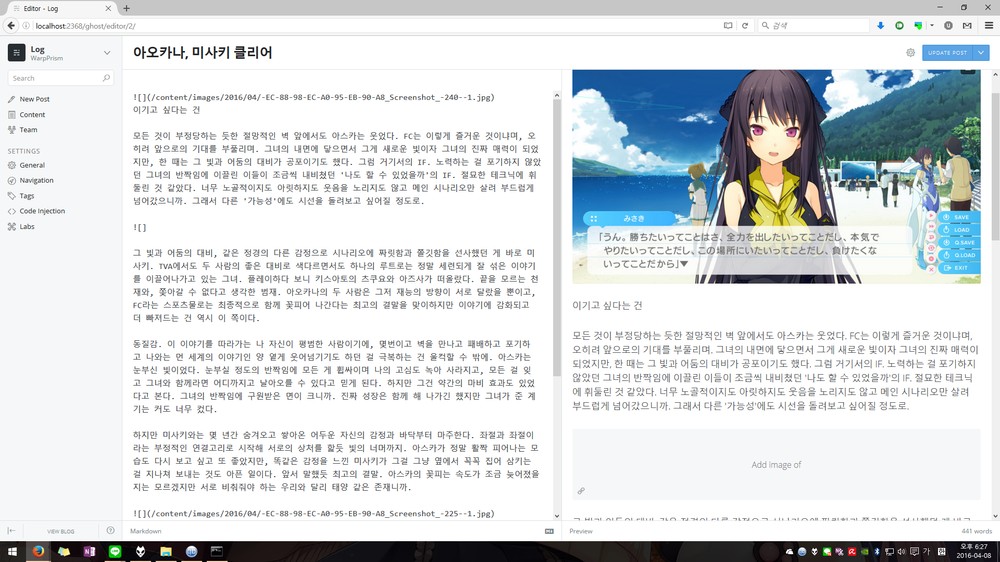 Editor - Log
localhost:2368/ghost/editor/2/
검색
Log
WarpPrism
Search
New Post
Content
Team
SETTINGS
General
Navigation
Tags
Code Injection
Labs
VIEW BLOG
아오카나, 미사키 클리어
UPDATE POST
![](/content/images/2016/04/-EC-88-98-EC-A0-95-EB-90-A8_Screenshot_-240--1.jpg)
이기고 싶다는 건
모든 것이 부정당하는 듯한 절망적인 벽 앞에서도 아스카는 웃었다. FC는 이렇게 즐거운 것이냐며, 오
히려 앞으로의 기대를 부풀리며. 그녀의 내면에 닿으면서 그게 새로운 빛이자 그녀의 진짜 매력이 되었
지만, 한 때는 그 빛과 어둠의 대비가 공포이기도 했다. 그럼 거기서의 IF. 노력하는 걸 포기하지 않았
던 그녀의 반짝임에 이끌린 이들이 조금씩 내비쳤던 '나도 할 수 있었을까'의 IF. 절묘한 테크닉에 휘
둘린 것 같았다. 너무 노골적이지도 아릿하지도 웃음을 노리지도 않고 메인 시나리오만 살려 부드럽게
넘어갔으니까. 그래서 다른 '가능성'에도 시선을 돌려보고 싶어질 정도로.
![]
그 빛과 어둠의 대비, 같은 정경의 다른 감정으로 시나리오에 짜릿함과 쫄깃함을 선사했던 게 바로 미
사키. TVA에서도 두 사람의 좋은 대비로 색다르면서도 하나의 루트로는 정말 세련되게 잘 섞은 이야기
를 이끌어나가고 있는 그녀. 플레이하다 보니 키스아토의 츠쿠요와 아즈사가 떠올랐다. 끝을 모르는 천
재와, 쫓아갈 수 없다고 생각한 범재. 아오카나의 두 사람은 그저 재능의 방향이 서로 달랐을 뿐이고,
FC라는 스포츠물로는 최종적으로 함께 꽃피어 나간다는 최고의 결말을 맞이하지만 이야기에 감화되고
더 빠져드는 건 역시 이 쪽이다.
동질감. 이 이야기를 따라가는 나 자신이 평범한 사람이기에, 몇번이고 벽을 만나고 패배하고 포기하
고 나와는 먼 세계의 이야기인 양 옅게 웃어넘기기도 하던 걸 극복하는 건 울컥할 수 밖에. 아스카는
눈부신 빛이었다. 눈부실 정도의 반짝임에 모든 게 휩싸이며 나의 고심도 녹아 사라지고, 모든 걸 잊
고 그녀와 함께라면 어디까지고 날아오를 수 있다고 믿게 된다. 하지만 그건 약간의 마비 효과도 있었
다고 본다. 그녀의 반짝임에 구원받은 면이 크니까. 진짜 성장은 함께 해 나가긴 했지만 그녀가 준 계
기는 커도 너무 컸다.
하지만 미사키와는 몇 년간 숨겨오고 쌓아온 어두운 자신의 감정과 바닥부터 마주한다. 좌절과 좌절이
라는 부정적인 연결고리로 시작해 서로의 상처를 핥듯 빛의 너머까지. 아스카가 정말 활짝 피어나는 모
습도 다시 보고 싶고 또 좋았지만, 똑같은 감정을 느낀 미사키가 그걸 그냥 옆에서 꼭꼭 집어 삼키는
걸 지나쳐 보내는 것도 아픈 일이다. 앞서 말했듯 최고의 결말. 아스카의 꽃피는 속도가 조금 늦어졌을
지는 모르겠지만 서로 비춰줘야 하는 우리와 달리 태양 같은 존재니까.
![](/content/images/2016/04/-EC-88-98-EC-A0-95-EB-90-A8_Screenshot_-225--1.jpg)
Markdown
みさき
「うん。勝ちたいってことはさ、全力を出したいってことだし、本気で
やりたいってことだし、この場所にいたいってことだし、負けたくな
いってことだから」▼
SAVE
LOAD
Q.SAVE
Q.LOAD
EXIT
이기고 싶다는 건
모든 것이 부정당하는 듯한 절망적인 벽 앞에서도 아스카는 웃었다. FC는 이렇게 즐거운 것이냐며,
오히려 앞으로의 기대를 부풀리며. 그녀의 내면에 닿으면서 그게 새로운 빛이자 그녀의 진짜 매력이
되었지만, 한 때는 그 빛과 어둠의 대비가 공포이기도 했다. 그럼 거기서의 IF. 노력하는 걸 포기하지
않았던 그녀의 반짝임에 이끌린 이들이 조금씩 내비쳤던 '나도 할 수 있었을까'의 IF. 절묘한 테크닉
에 휘둘린 것 같았다. 너무 노골적이지도 아릿하지도 웃음을 노리지도 않고 메인 시나리오만 살려
부드럽게 넘어갔으니까. 그래서 다른 '가능성'에도 시선을 돌려보고 싶어질 정도로.
Add image of
Preview
441 words
오후 6:27
2016-04-08